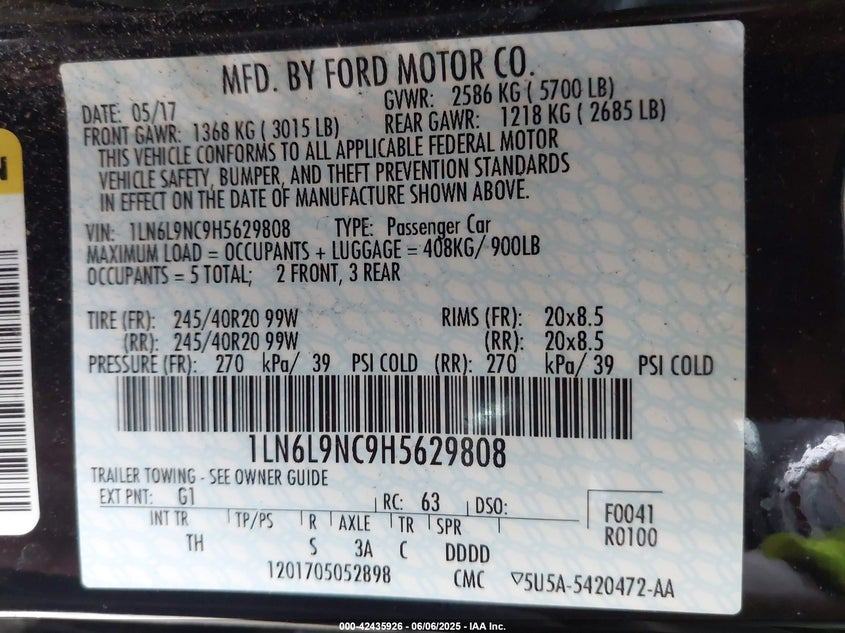 MFD. BY FORD MOTOR CO.
DATE: 05/17 GVWR: 2586 KG ( 5700 LB)
FRONT GAWR: 1368 KG ( 3015 LB) REAR GAWR: 1218 KG ( 2685 LB)
THIS VEHICLE CONFORMS TO ALL APPLICABLE FEDERAL MOTOR
VEHICLE SAFETY, BUMPER, AND THEFT PREVENTION STANDARDS
IN EFFECT ON THE DATE OF MANUFACTURE SHOWN ABOVE.
VIN: 1LN6L9NC9H5629808 TYPE: Passenger Car
MAXIMUM LOAD = OCCUPANTS + LUGGAGE = 408KG/ 900LB
OCCUPANTS = 5 TOTAL; 2 FRONT, 3 REAR
TIRE (FR): 245/40R20 99W RIMS (FR): 20x8.5
(RR): 245/40R20 99W (RR): 20x8.5
PRESSURE (FR): 270 kPa/ 39 PSI COLD (RR): 270 kPa/ 39 PSI COLD
1LN6L9NC9H5629808
TRAILER TOWING - SEE OWNER GUIDE
EXT PNT: G1 RC: 63 DSO:
INT TR TP/PS R AXLE TR SPR F0041
TH S 3A C DDDD R0100
1201705052898 CMC ▽5U5A-5420472-AA
000-42435926 - 06/06/2025 - IAA Inc.